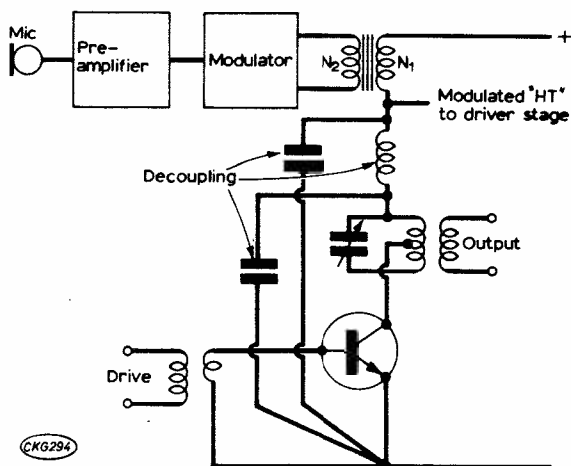 Mic
Pre-
amplifier
Modulator
N2
N1
+
Modulated "HT"
to driver stage
Decoupling
Output
Drive
CKG294